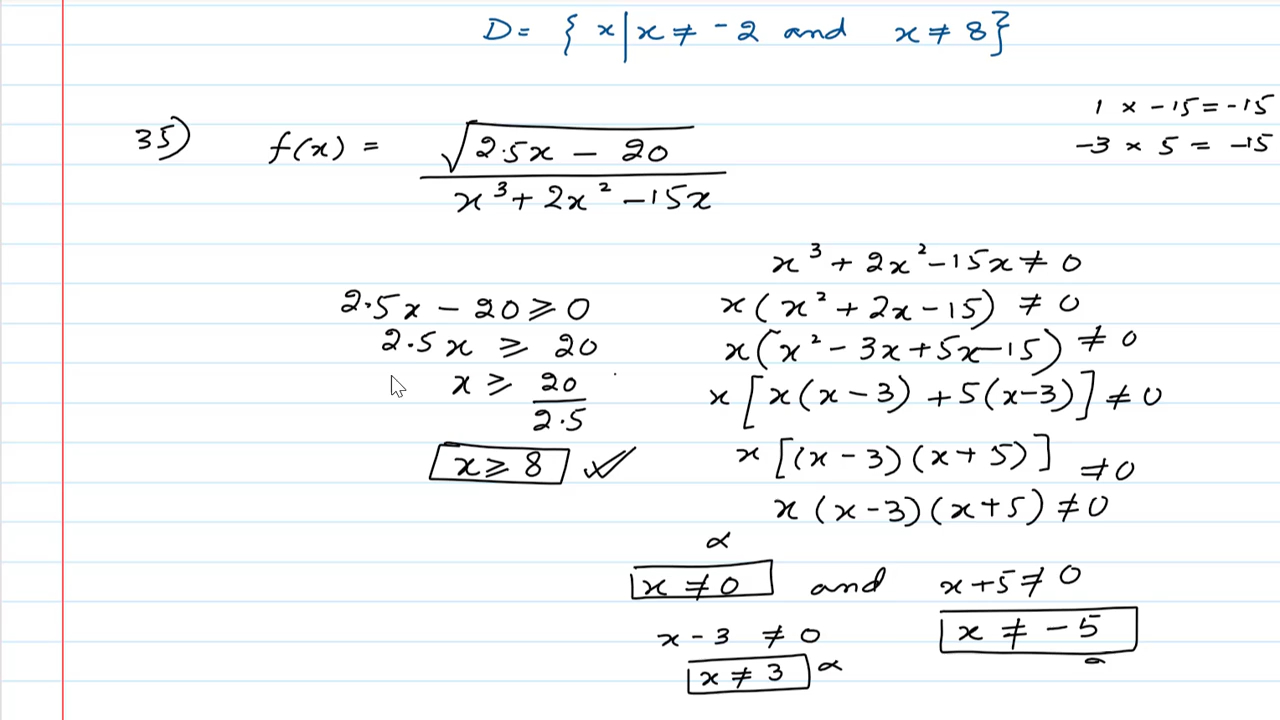 D = { x | x ≠ -2 and x ≠ 8 }
1 x -15 = -15
-3 x 5 = -15
35) f(x) = √(2.5x - 20)
x³ + 2x² - 15x
x³ + 2x² - 15x ≠ 0
2.5x - 20 ≥ 0
x(x² + 2x - 15) ≠ 0
2.5x ≥ 20
x(x² - 3x + 5x - 15) ≠ 0
x ≥ 20/2.5
x[x(x - 3) + 5(x - 3)] ≠ 0
x ≥ 8 ✓
x[(x - 3)(x + 5)] ≠ 0
x(x - 3)(x + 5) ≠ 0
α
x ≠ 0 and x + 5 ≠ 0
x - 3 ≠ 0
x ≠ -5
x ≠ 3 α